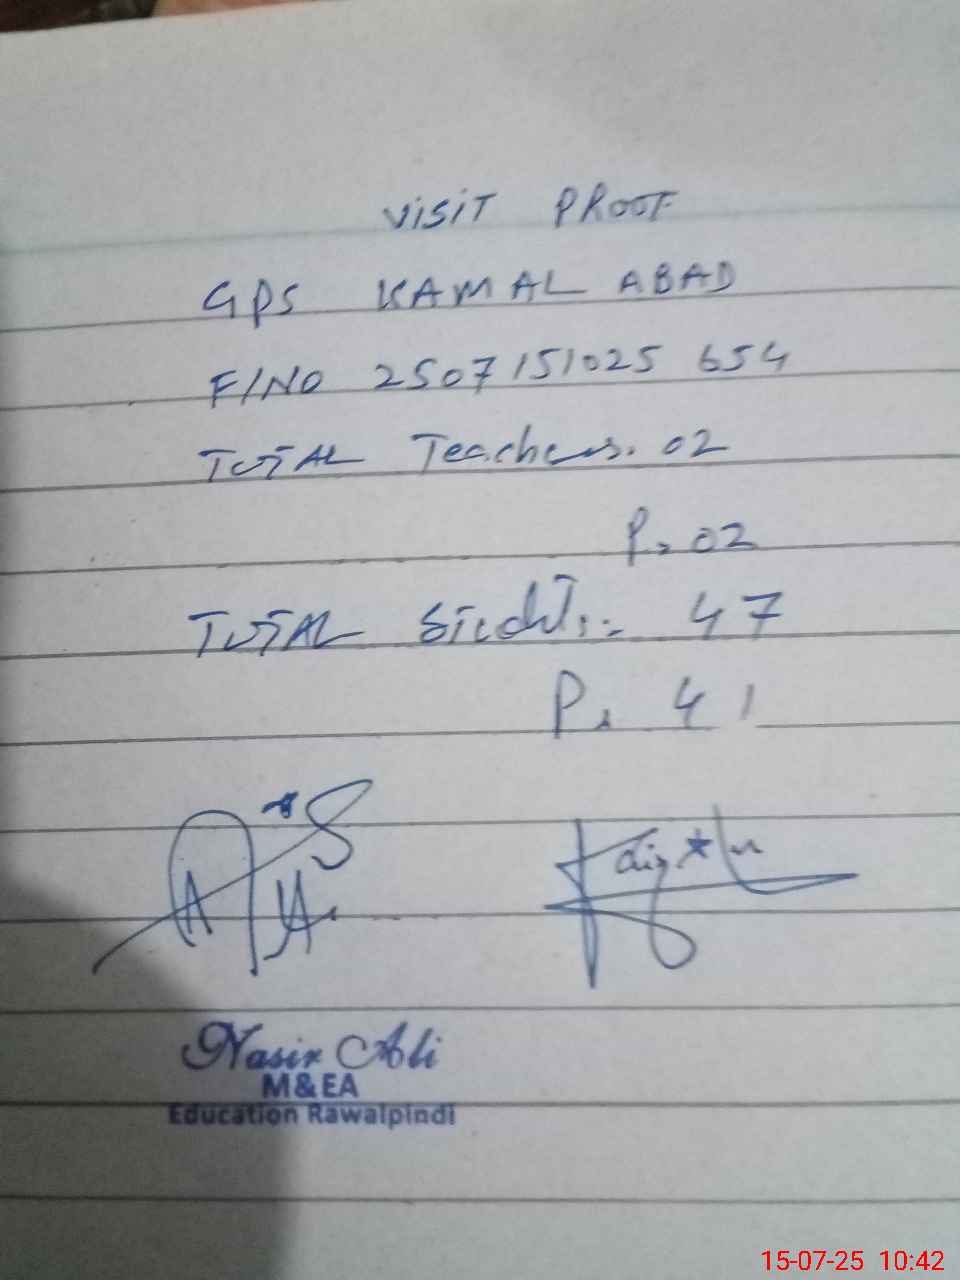 VISIT PROOF
GPS KAMAL ABAD
F/NO 2507151025 654
TOTAL Teachers. 02
P. 02
TOTAL Stdt:- 47
P. 41
Nasir Ali
M&EA
Education Rawalpindi
15-07-25 10:42